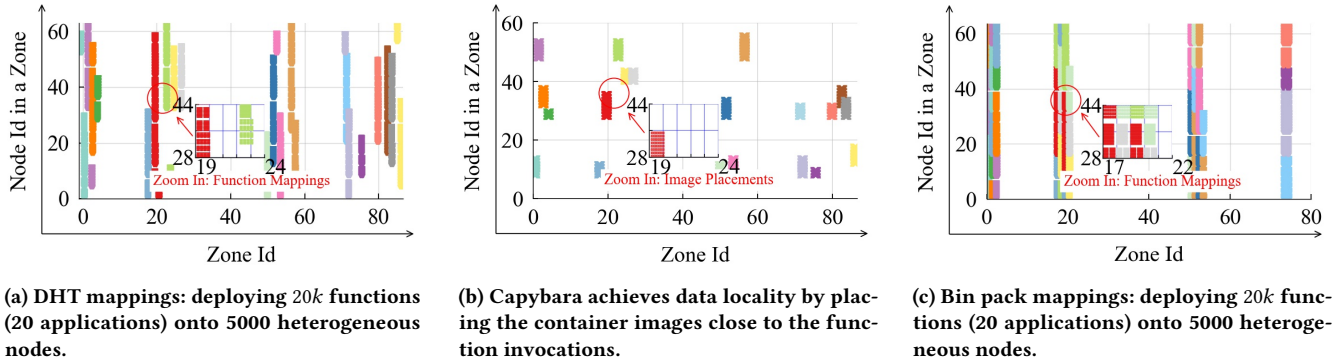 60
40
20
0
Node Id in a Zone
44
28
19
24
Zoom In: Function Mappings
0
20
40
60
80
Zone Id
60
40
20
0
Node Id in a Zone
44
28
19
24
Zoom In: Image Placements
0
20
40
60
80
Zone Id
60
40
20
0
Node Id in a Zone
44
28
17
22
Zoom In: Function Mappings
0
20
40
60
80
Zone Id
(a) DHT mappings: deploying 20k functions
(20 applications) onto 5000 heterogeneous
nodes.
(b) Capybara achieves data locality by plac-
ing the container images close to the func-
tion invocations.
(c) Bin pack mappings: deploying 20k func-
tions (20 applications) onto 5000 heteroge-
neous nodes.